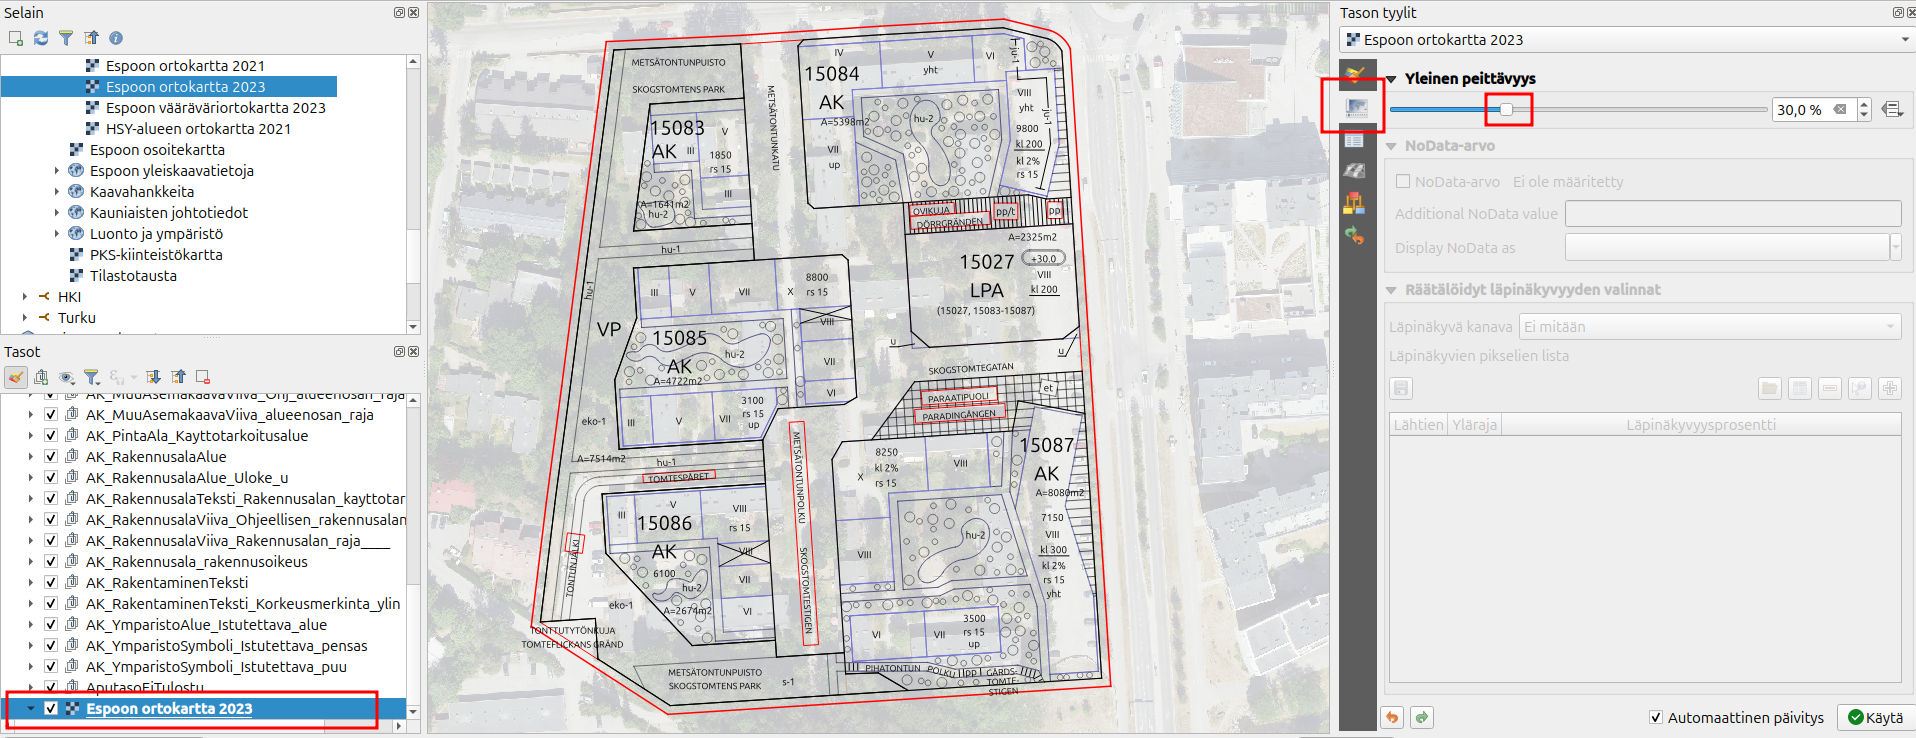 Selain
Espoon ortokartta 2021
Espoon ortokartta 2023
Espoon vääräväriortokartta 2023
HSY-alueen ortokartta 2021
Espoon osoitekartta
Espoon yleiskaavatietoja
Kaavahankkeita
Kauniaisten johtotiedot
Luonto ja ympäristö
PKS-kiinteistökartta
Tilastotausta
HKI
Turku
Tasot
AK_MuuAsemakaavaViiva_Ohj_alueenosan_raja
AK_MuuAsemakaavaViiva_alueenosan_raja
AK_PintaAla_Kayttotarkoitusalue
AK_RakennusalaAlue
AK_RakennusalaAlue_Uloke_u
AK_RakennusalaTeksti_Rakennusalan_kayttotar
AK_RakennusalaViiva_Ohjeellisen_rakennusalan
AK_RakennusalaViiva_Rakennusalan_raja____
AK_Rakennusala_rakennusoikeus
AK_RakentaminenTeksti
AK_RakentaminenTeksti_Korkeusmerkinta_ylin
AK_YmparistoAlue_Istutettava_alue
AK_YmparistoSymboli_Istutettava_pensas
AK_YmparistoSymboli_Istutettava_puu
AputasoEiTulostu
Espoon ortokartta 2023
METSÄTONTUNPUISTO
SKOGSTOMTENS PARK
15083
AK
III
V
1850
rs 15
III
A=1641m2
hu-2
hu-1
METSÄTONTUNKATU
IV
V
yht
VI
ju-1
15084
AK
A=5398m2
hu-2
VII
up
VIII
yht
ju-1
9800
kl 200
kl 2%
rs 15
OVIKUJA
DÖRRGRÄNDEN
pp/t
pp
A=2325m2
15027
+30.0
VIII
LPA
kl 200
(15027, 15083-15087)
u
u
SKOGSTOMTEGATAN
hu-1
VP
III
V
VII
X
8800
rs 15
VIII
15085
hu-2
AK
A=4722m2
VII
VI
III
V
VII
3100
rs 15
up
eko-1
A=7514m2
hu-1
TOMTESPÅRET
PARAATIPUOLI
PARADINGÅNGEN
et
METSÄTONTUNPOLKU
SKOGSTOMTESTIGEN
III
V
VIII
15086
rs 15
AK
VIII
6100
hu-2
VII
A=2674m2
VI
TONTUNJÄLKI
eko-1
TONTTUTYTÖNKUJA
TOMTEFLICKANS GRÄND
8250
kl 2%
X
rs 15
VIII
15087
AK
A=8080m2
7150
VIII
kl 300
kl 2%
rs 15
yht
hu-2
VIII
VI
VII
3500
rs 15
up
METSÄTONTUNPUISTO
SKOGSTOMTENS PARK
s-1
PIHATONTUN
POLKU
pp
GÅRDS-
TOMTE-
STIGEN
Tason tyylit
Espoon ortokartta 2023
Yleinen peittävyys
30,0 %
NoData-arvo
NoData-arvo
Ei ole määritetty
Additional NoData value
Display NoData as
Räätälöidyt läpinäkyvyyden valinnat
Läpinäkyvä kanava
Ei mitään
Läpinäkyvien pikselien lista
Lähtien
Yläraja
Läpinäkyvyysprosentti
Automaattinen päivitys
Käytä